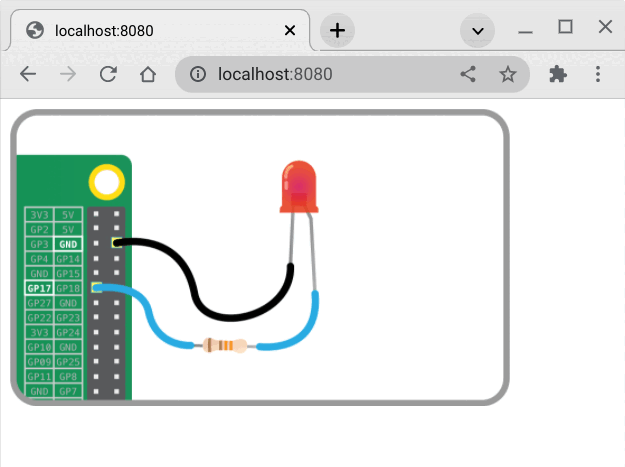 localhost:8080
localhost:8080
3V3 5V
GP2 5V
GP3 GND
GP4 GP14
GND GP15
GP17 GP18
GP27 GND
GP22 GP23
3V3 GP24
GP10 GND
GP09 GP25
GP11 GP8
GND GP7